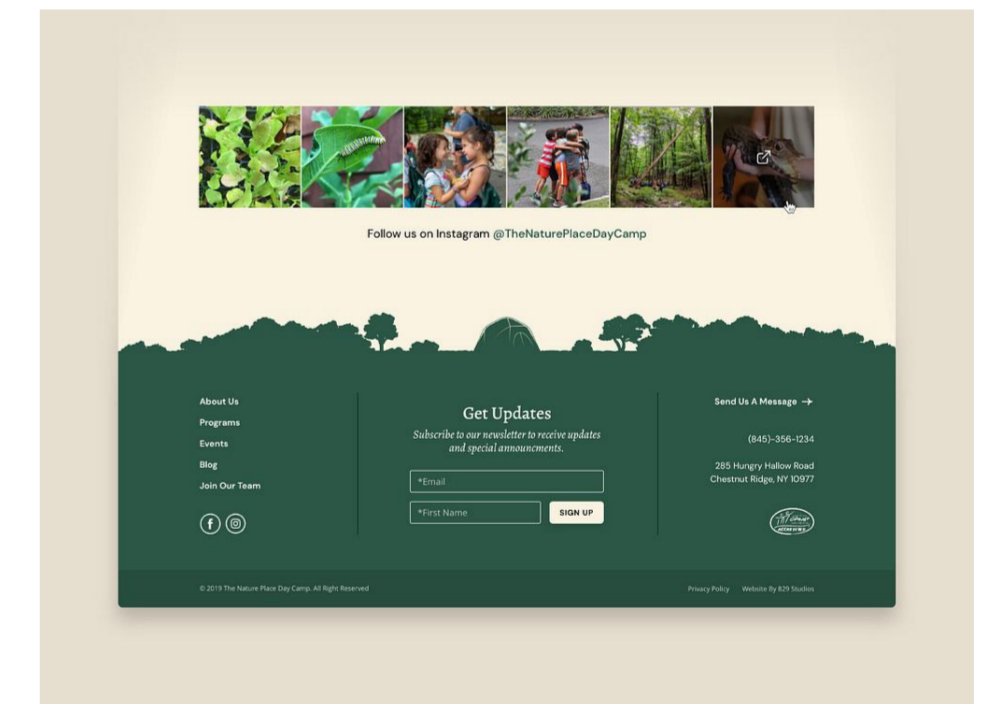 Follow us on Instagram @TheNaturePlaceDayCamp
About Us
Programs
Events
Blog
Join Our Team
Get Updates
Subscribe to our newsletter to receive updates
and special announcments.
*Email
*First Name
SIGN UP
Send Us A Message →
(845)-356-1234
285 Hungry Hallow Road
Chestnut Ridge, NY 10977
© 2019 The Nature Place Day Camp. All Right Reserved
Privacy Policy
Website By 829 Studios